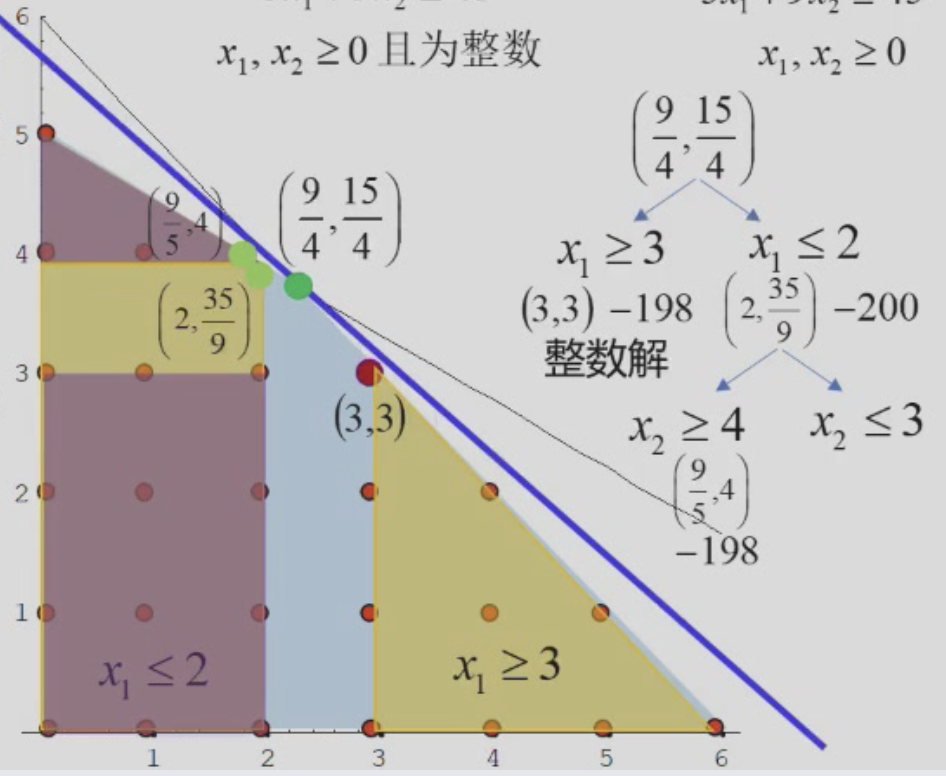 x₁, x₂ ≥ 0 且为整数
x₁, x₂ ≥ 0
(9/4, 15/4)
x₁ ≥ 3
x₁ ≤ 2
(3,3) −198
(2, 35/9) −200
整数解
x₂ ≥ 4
x₂ ≤ 3
(9/5, 4)
−198
6
5
4
3
2
1
(9/5, 4)
(9/4, 15/4)
(2, 35/9)
(3,3)
x₁ ≤ 2
x₁ ≥ 3
1 2 3 4 5 6